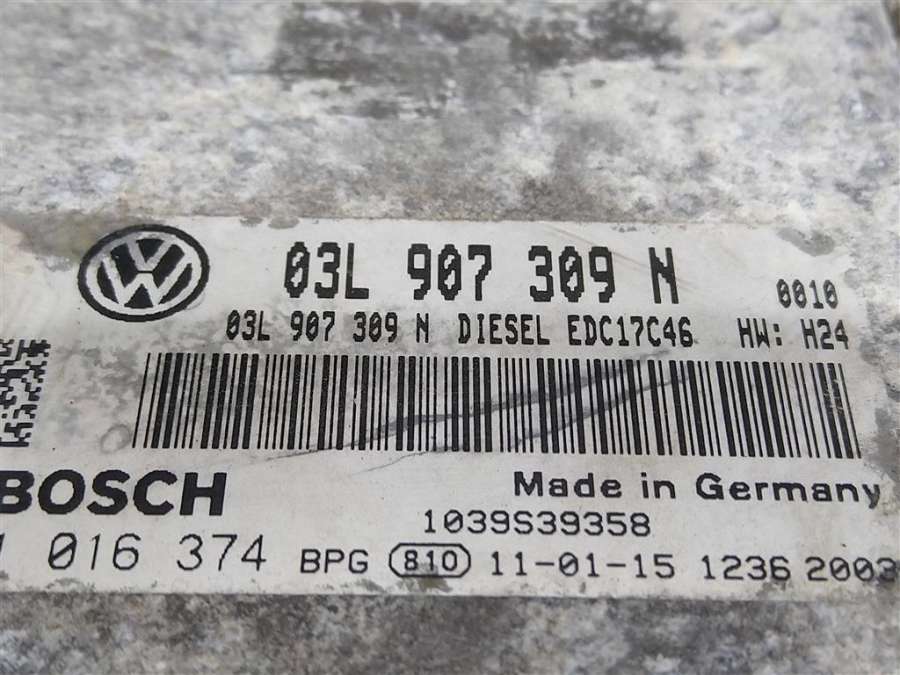 03L 907 309 N 0010
03L 907 309 N DIESEL EDC17C46 HW: H24
BOSCH Made in Germany
1039S39358
016 374 BPG 810 11-01-15 1236 2003